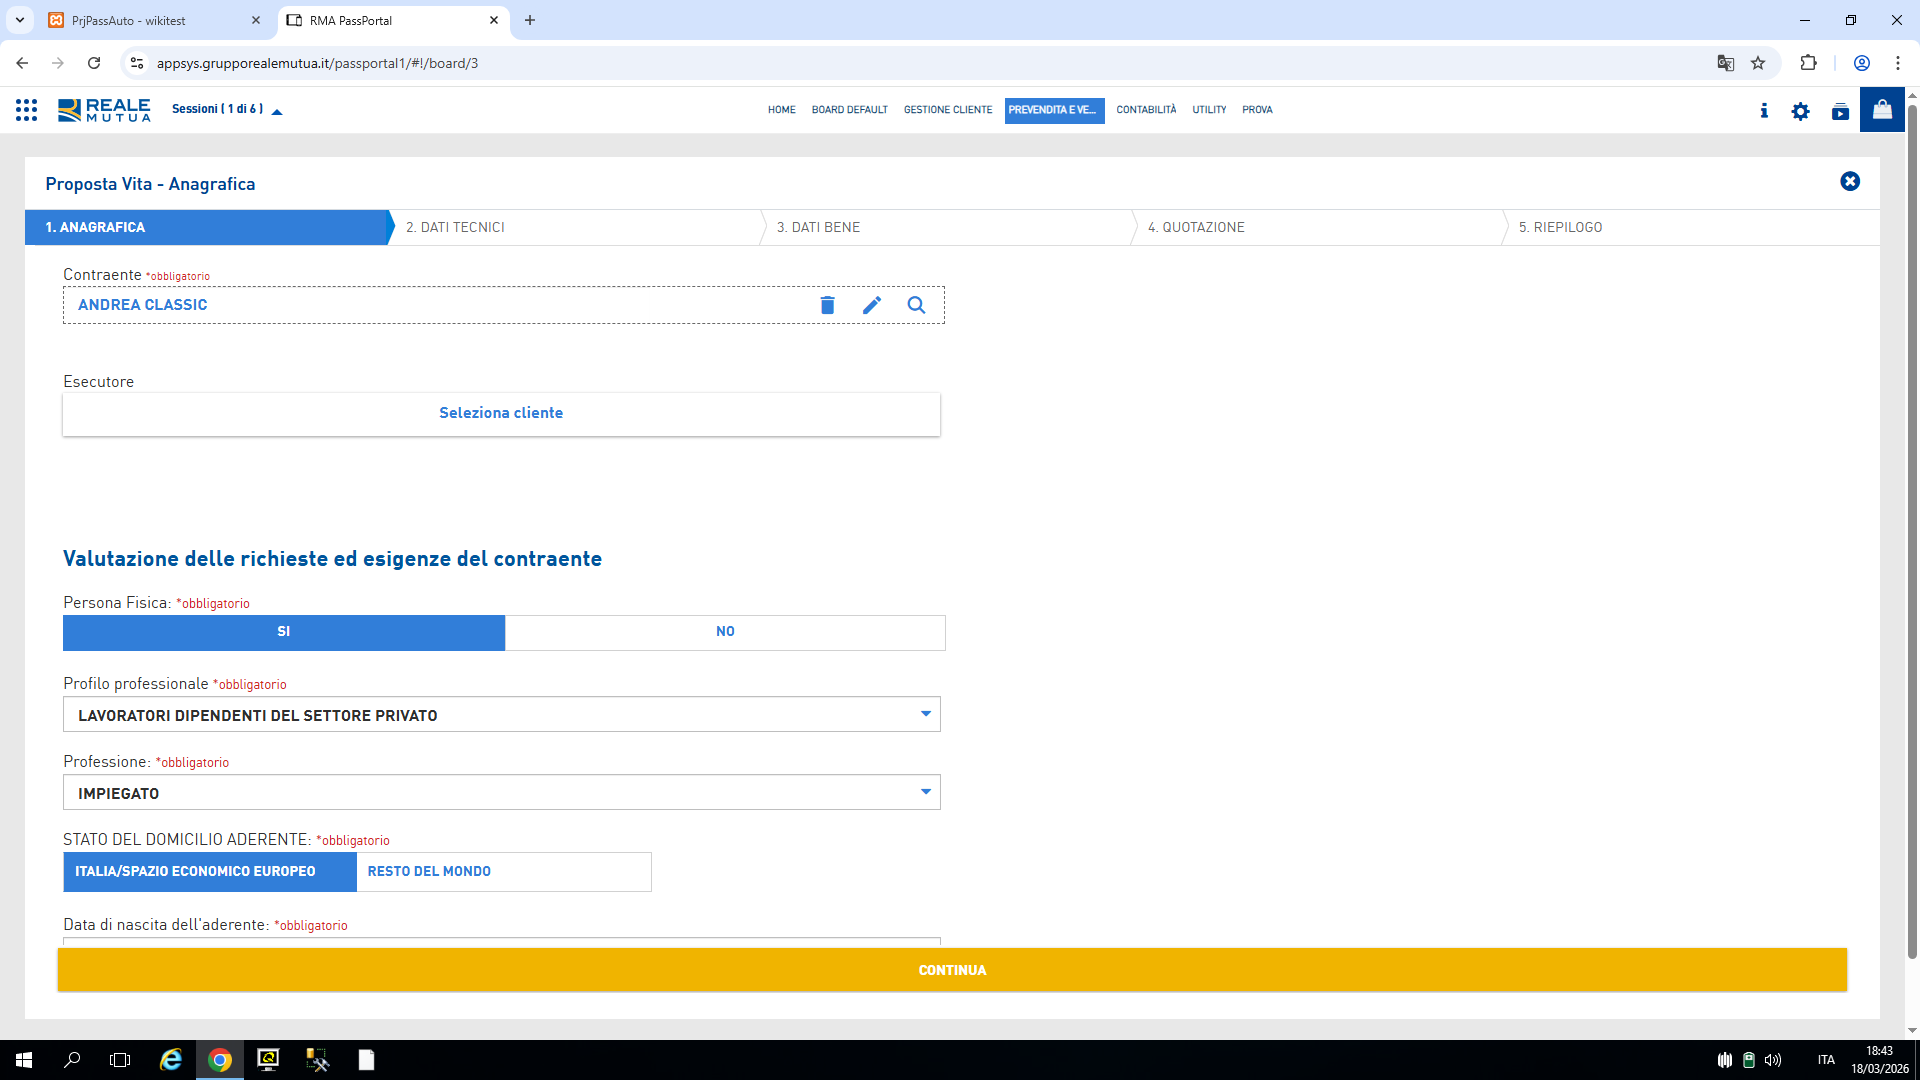 PrjPassAuto - wikitest
RMA PassPortal
appsys.grupporealemutua.it/passportal1/#!/board/3
REALE
MUTUA
Sessioni ( 1 di 6 )
HOME
BOARD DEFAULT
GESTIONE CLIENTE
PREVENDITA E VE...
CONTABILITÀ
UTILITY
PROVA
Proposta Vita - Anagrafica
1. ANAGRAFICA
2. DATI TECNICI
3. DATI BENE
4. QUOTAZIONE
5. RIEPILOGO
Contraente *obbligatorio
ANDREA CLASSIC
Esecutore
Seleziona cliente
Valutazione delle richieste ed esigenze del contraente
Persona Fisica: *obbligatorio
SI
NO
Profilo professionale *obbligatorio
LAVORATORI DIPENDENTI DEL SETTORE PRIVATO
Professione: *obbligatorio
IMPIEGATO
STATO DEL DOMICILIO ADERENTE: *obbligatorio
ITALIA/SPAZIO ECONOMICO EUROPEO
RESTO DEL MONDO
Data di nascita dell'aderente: *obbligatorio
CONTINUA
ITA
18:43
18/03/2026